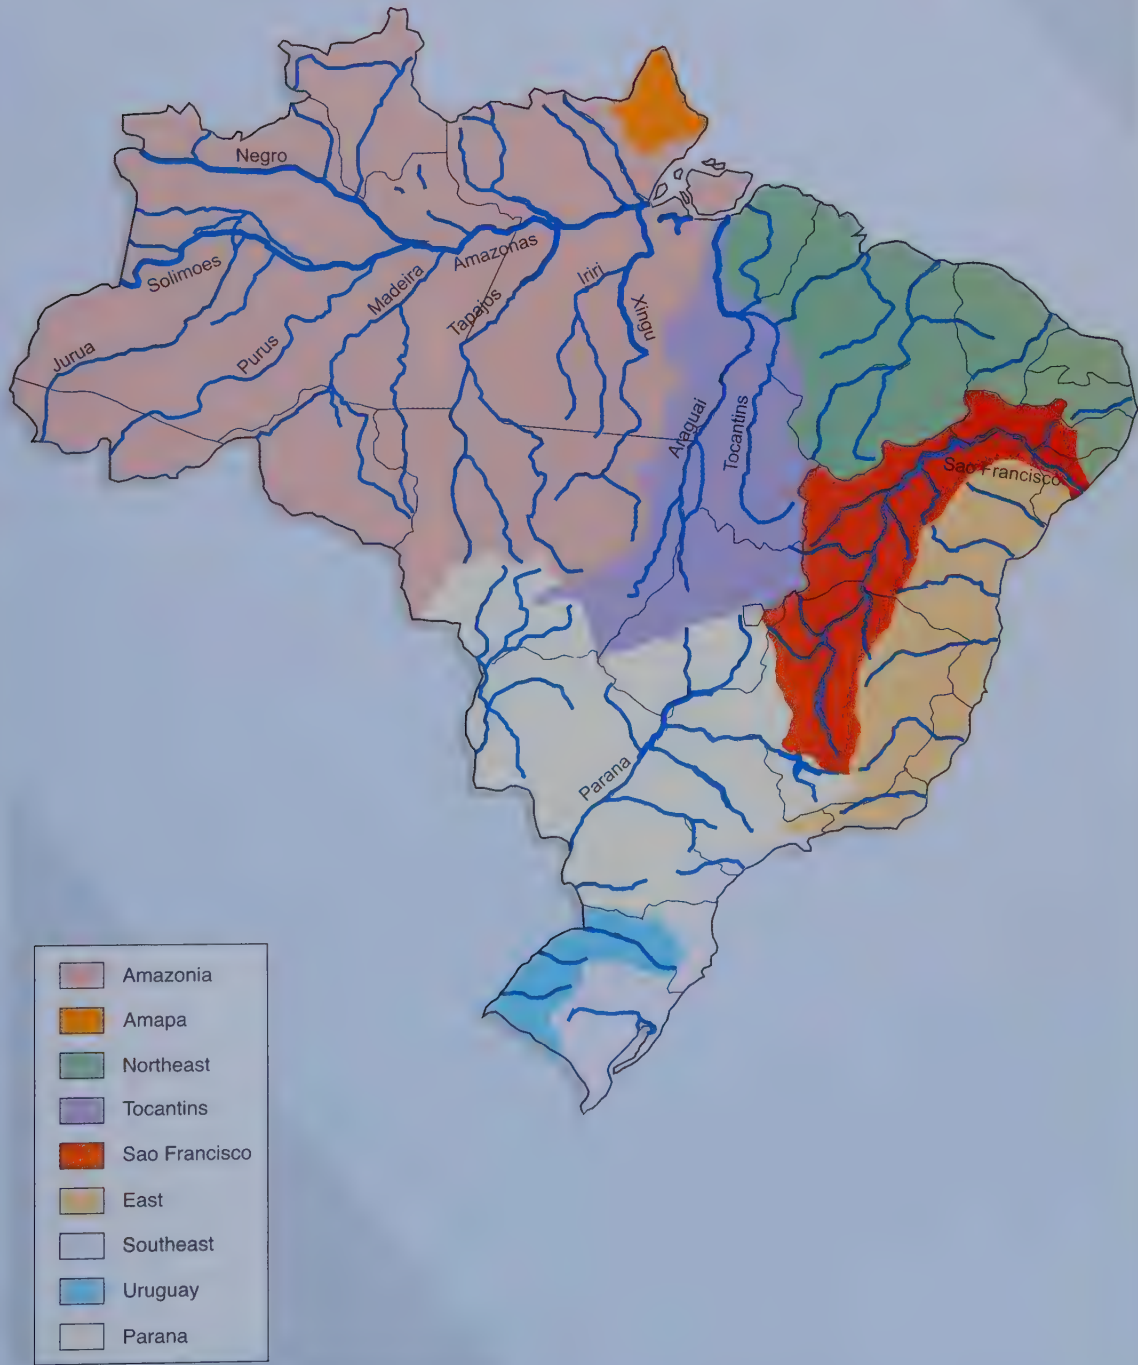 Negro
Amazonas
Solimoes
Madeira
Iriri
Tapajos
Xingu
Jurua
Purus
Araguai
Tocantins
Sao Francisco
Parana
Amazonia
Amapa
Northeast
Tocantins
Sao Francisco
East
Southeast
Uruguay
Parana